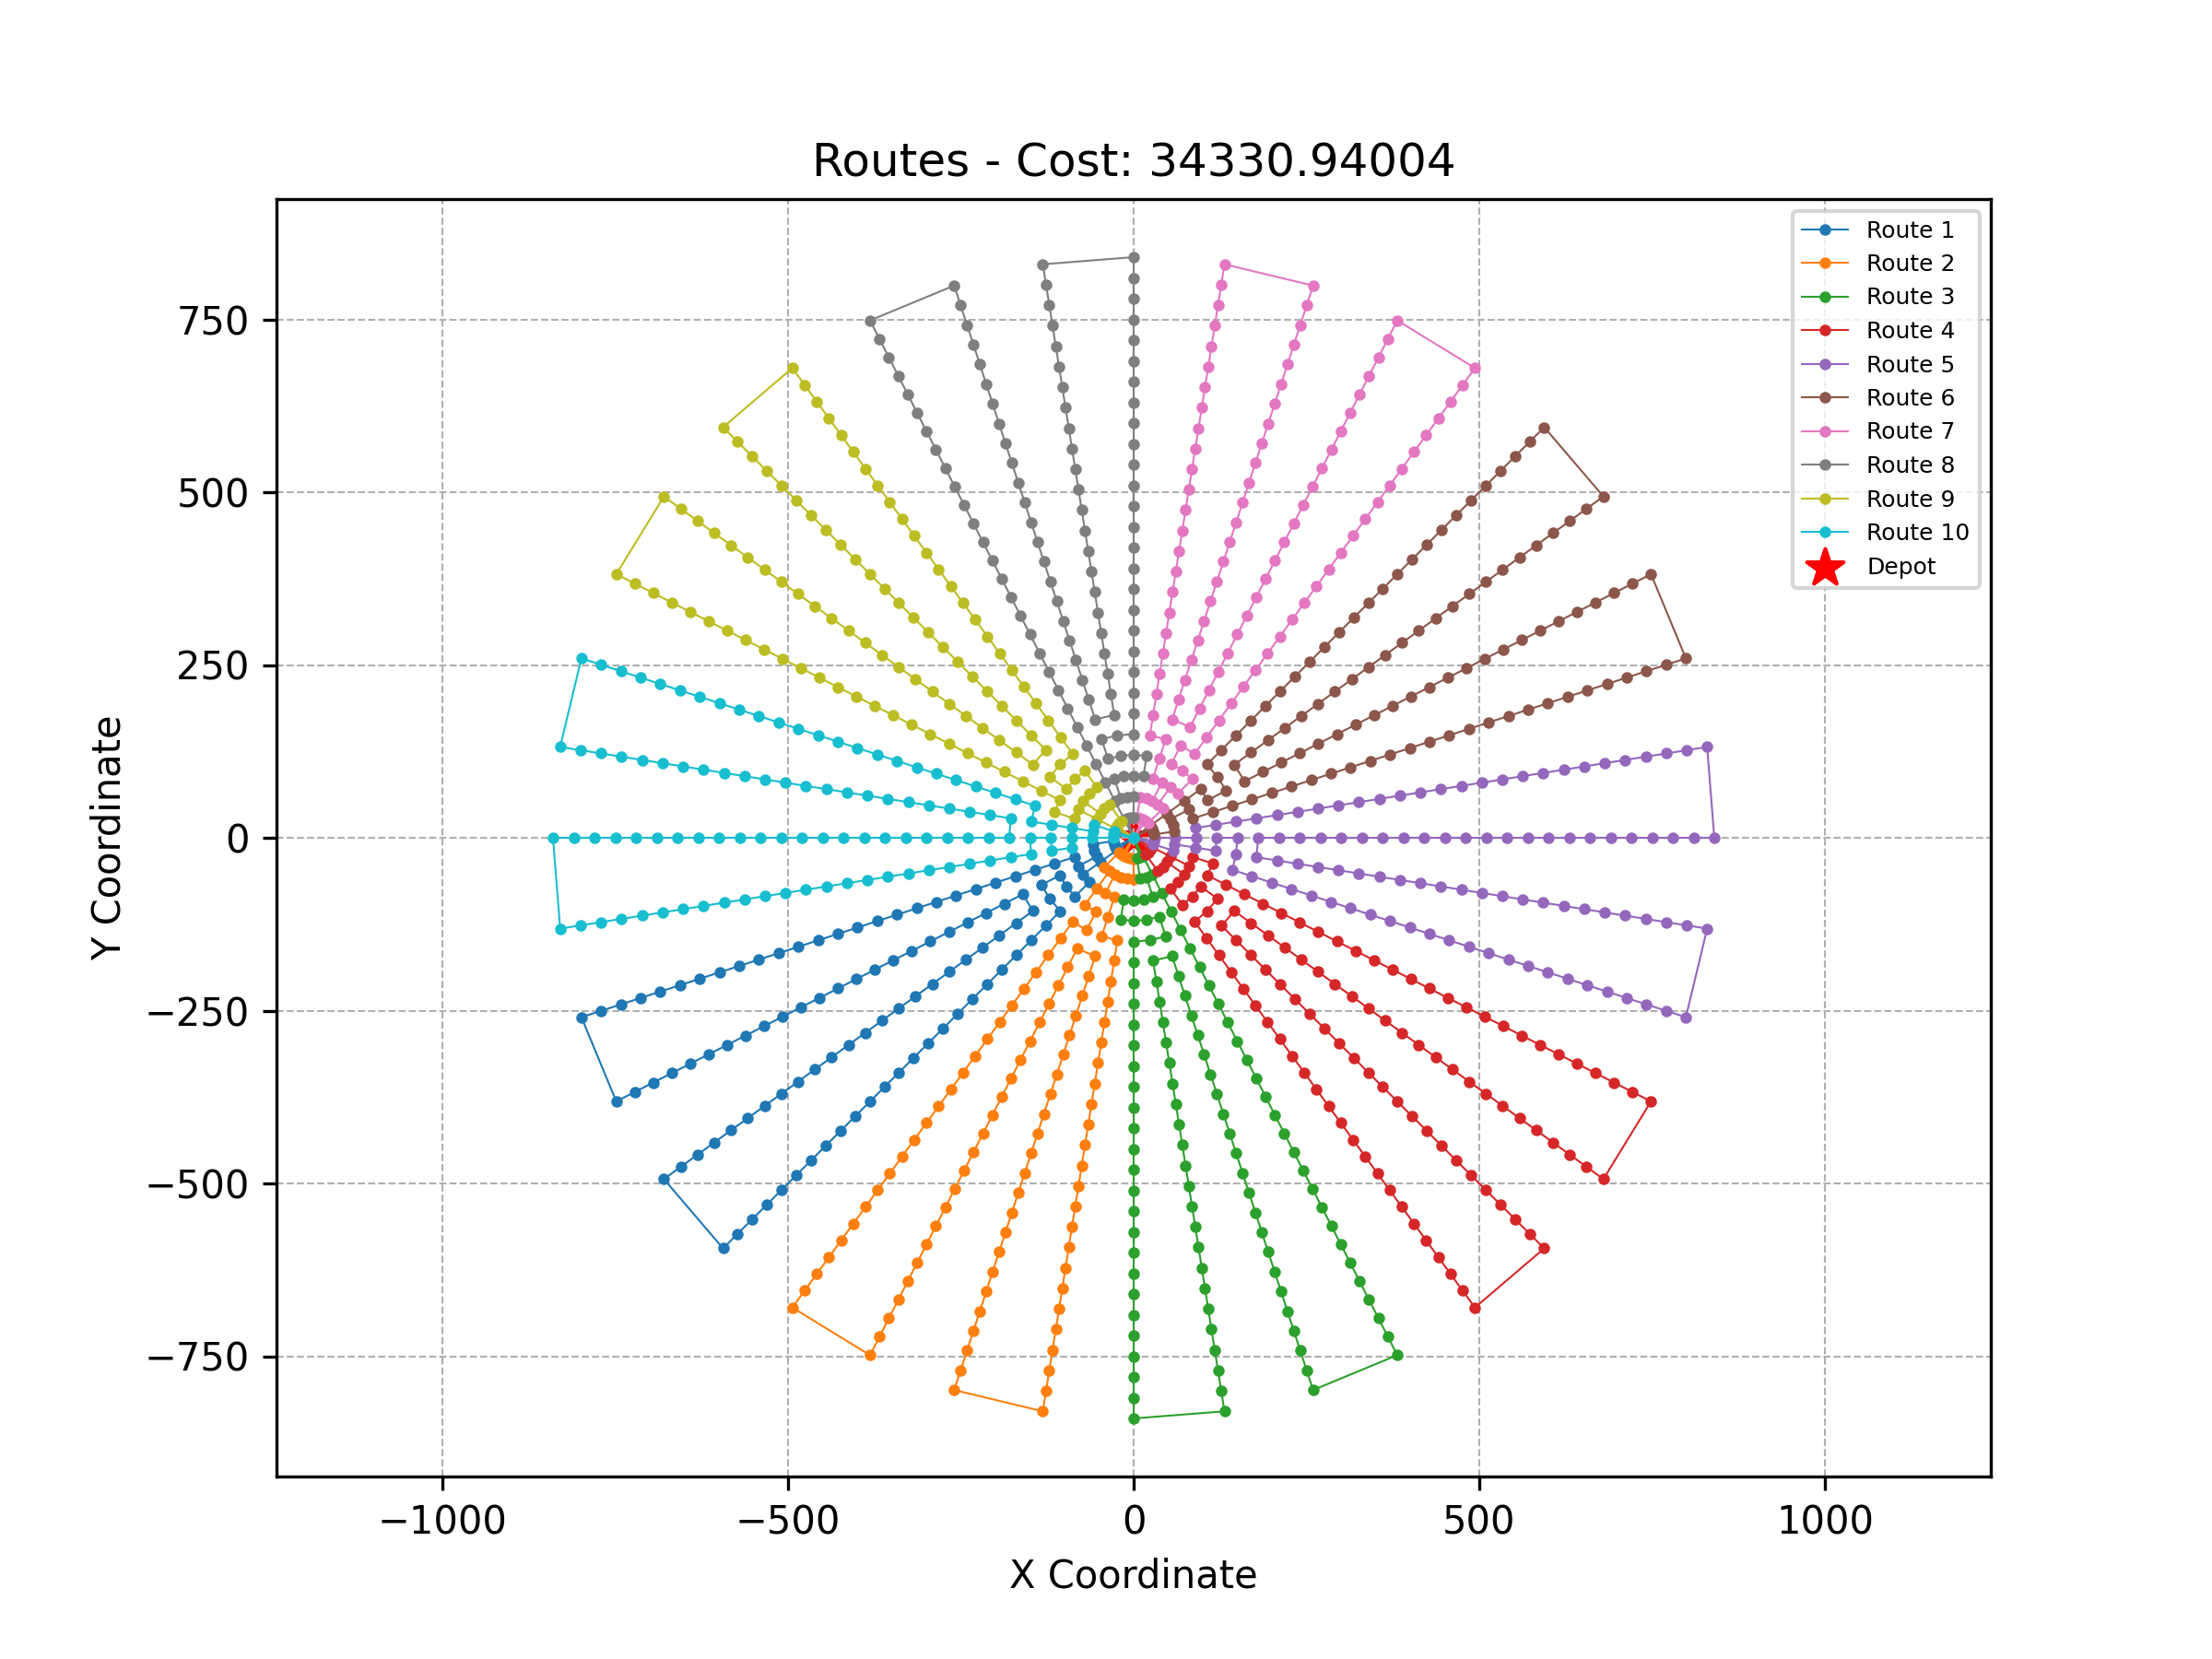 Routes - Cost: 34330.94004
Route 1
Route 2
Route 3
Route 4
Route 5
Route 6
Route 7
Route 8
Route 9
Route 10
Depot
750
500
250
0
−250
−500
−750
Y Coordinate
−1000 −500 0 500 1000
X Coordinate